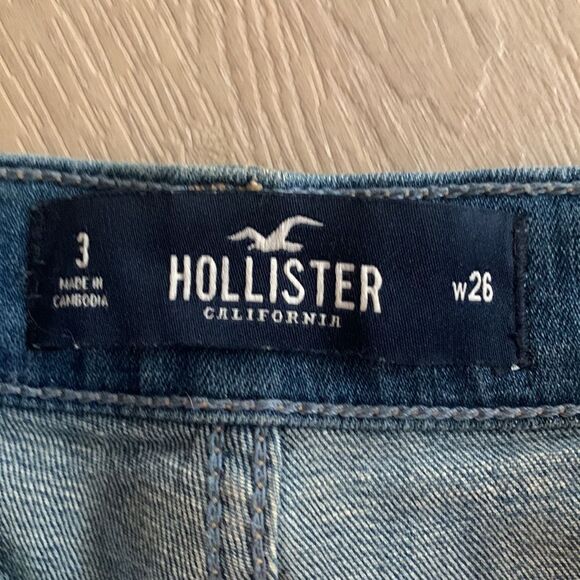 3
MADE IN
CAMBODIA
HOLLISTER
CALIFORNIA
w26